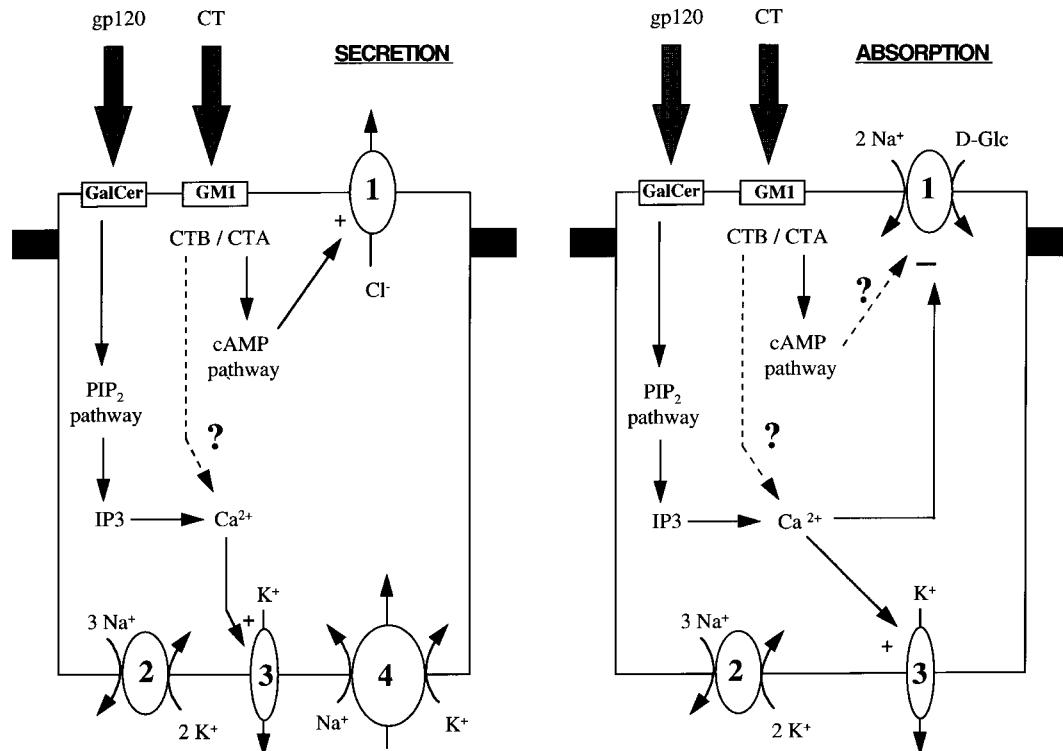 gp120 CT
SECRETION
GalCer GM1
1
+
CTB / CTA
Cl-
cAMP
pathway
PIP2
pathway
?
IP3
Ca2+
K+
+
3 Na+
2
3
4
2 K+
Na+
K+
gp120 CT
ABSORPTION
2 Na+
D-Glc
GalCer GM1
1
CTB / CTA
–
?
cAMP
pathway
PIP2
pathway
?
IP3
Ca 2+
K+
3 Na+
+
2
3
2 K+